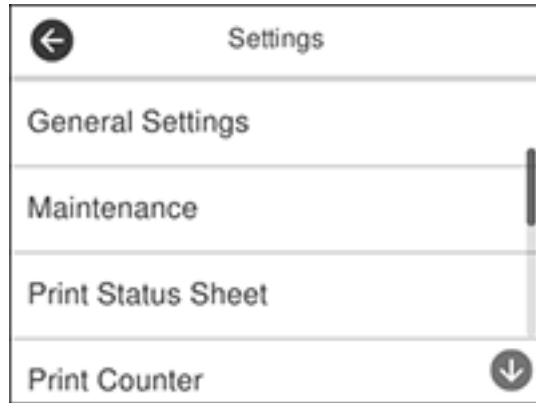 Settings
General Settings
Maintenance
Print Status Sheet
Print Counter